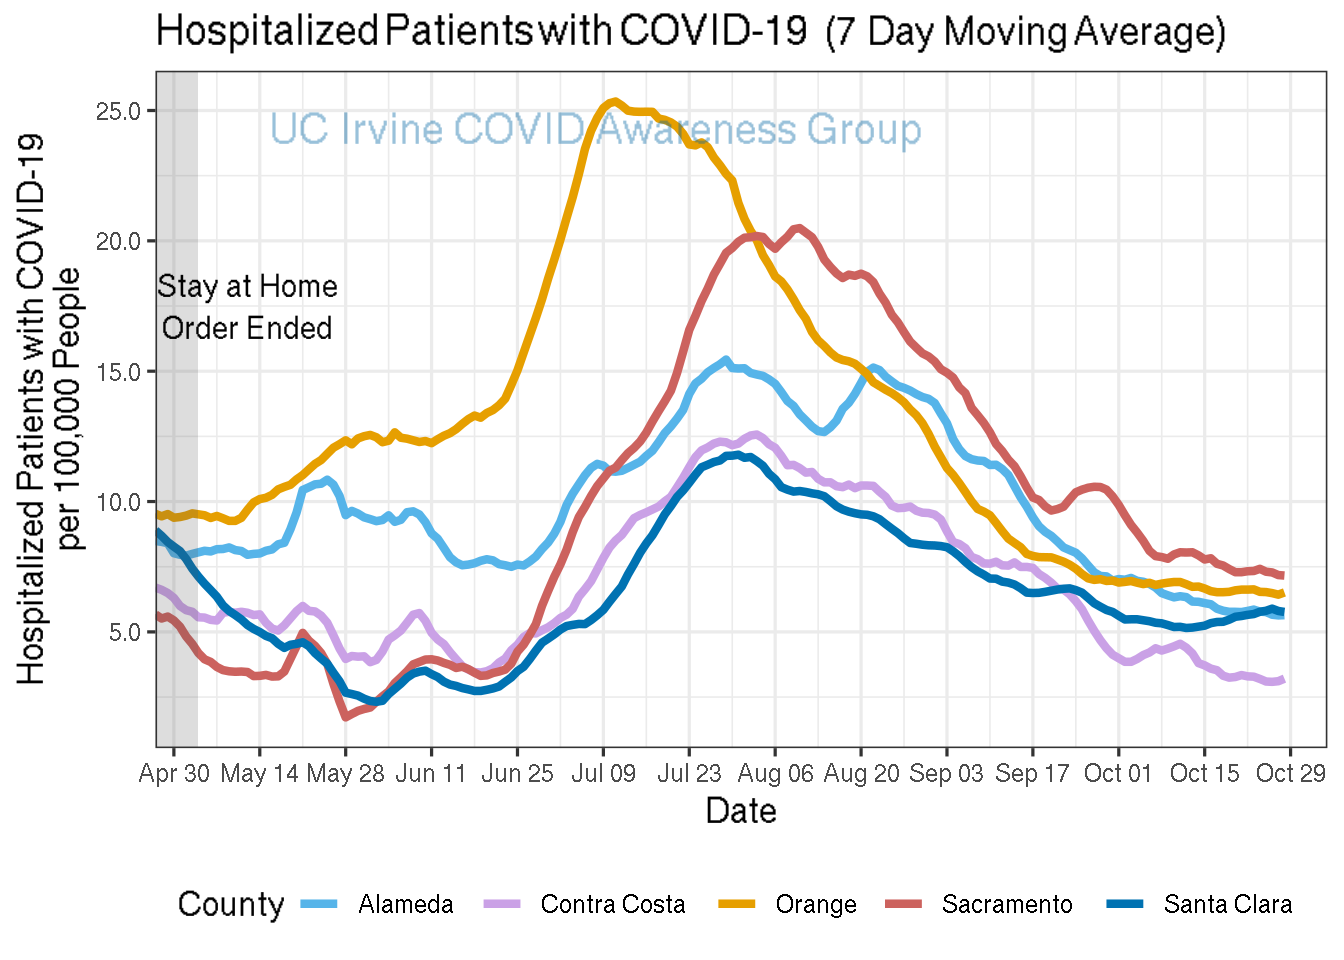 Hospitalized Patients with COVID-19 (7 Day Moving Average)
UC Irvine COVID Awareness Group
Hospitalized Patients with COVID-19
per 100,000 People
25.0
20.0
15.0
10.0
5.0
Stay at Home
Order Ended
Apr 30 May 14 May 28 Jun 11 Jun 25 Jul 09 Jul 23 Aug 06 Aug 20 Sep 03 Sep 17 Oct 01 Oct 15 Oct 29
Date
County Alameda Contra Costa Orange Sacramento Santa Clara